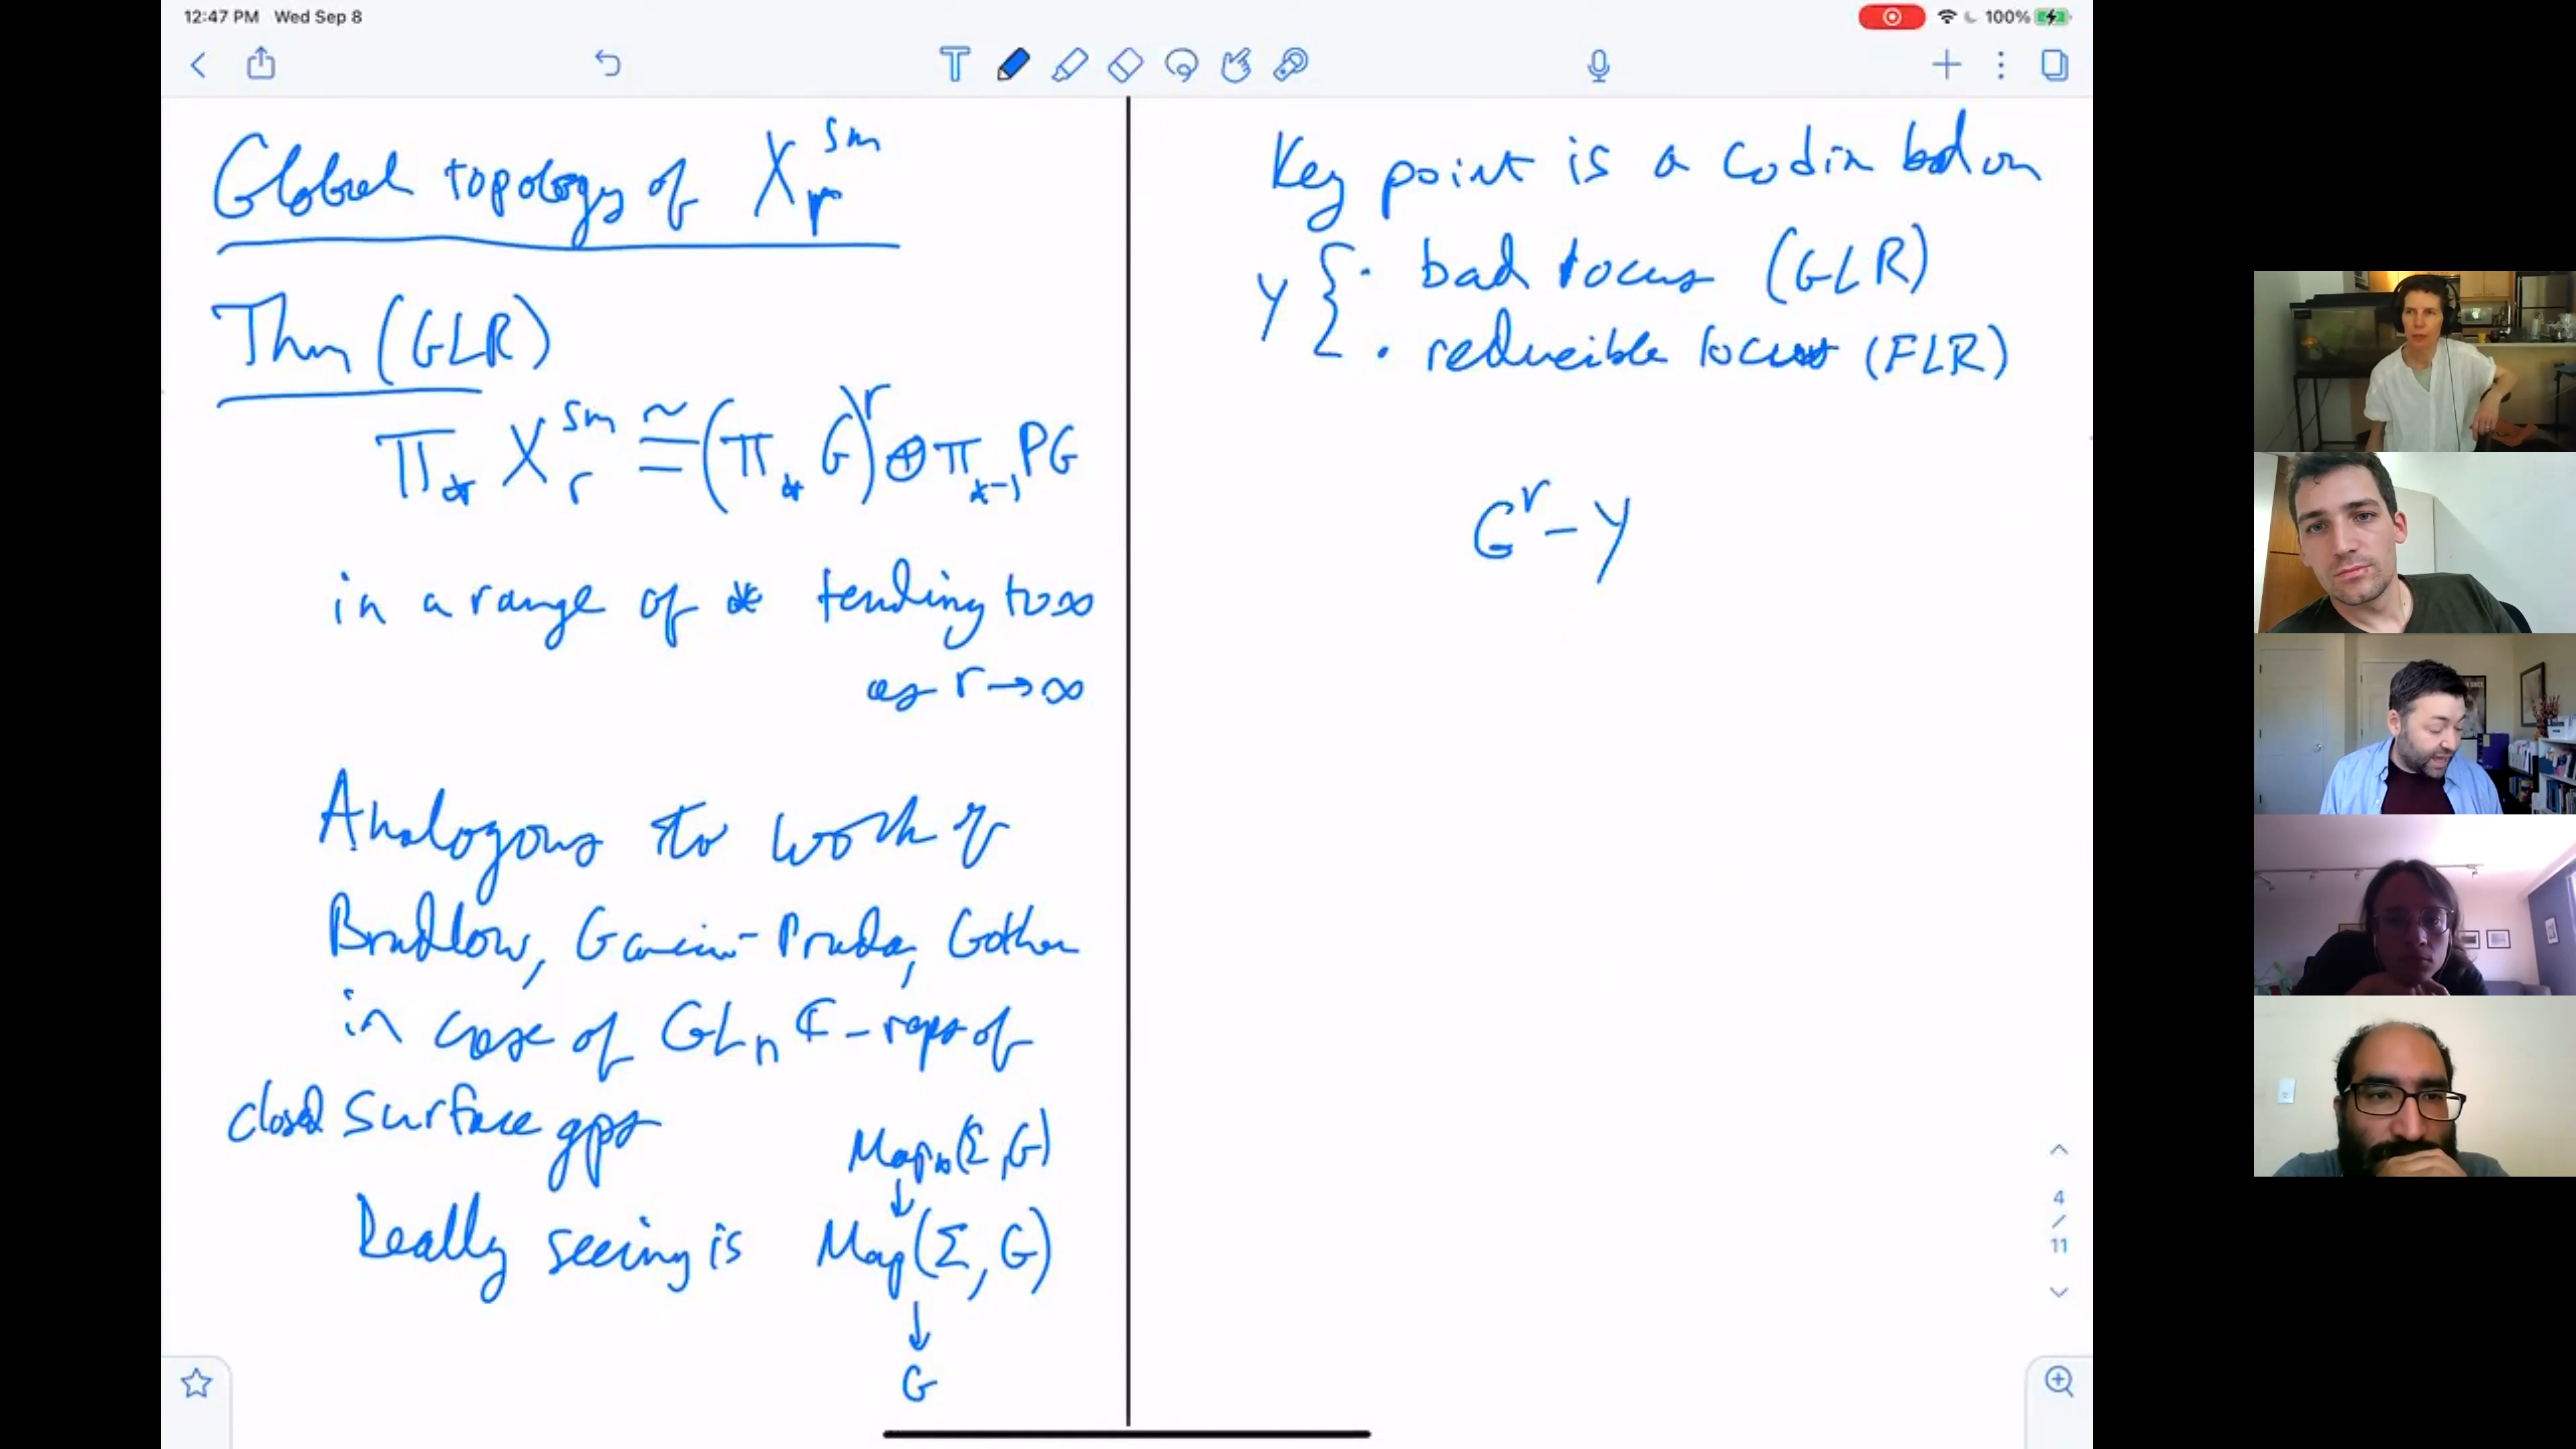 12:47 PM Wed Sep 8
100%
T
Global topology of X_r^{sm}
Thm (GLR)
π_* X_r^{sm} ≅ (π_* G)^r ⊕ π_{*-1} PG
in a range of * tending to ∞
as r → ∞
Analogous to work of
Bradlow, Garcia-Prada, Gothen
in case of GL_n ℂ-reps of
closed surface gps
Map_*(Σ, G)
↓
Really seeing is Map(Σ, G)
↓
G
Key point is a codim bd on
Y { · bad locus (GLR)
· reducible locus (FLR)
G^r - Y
4
/
11